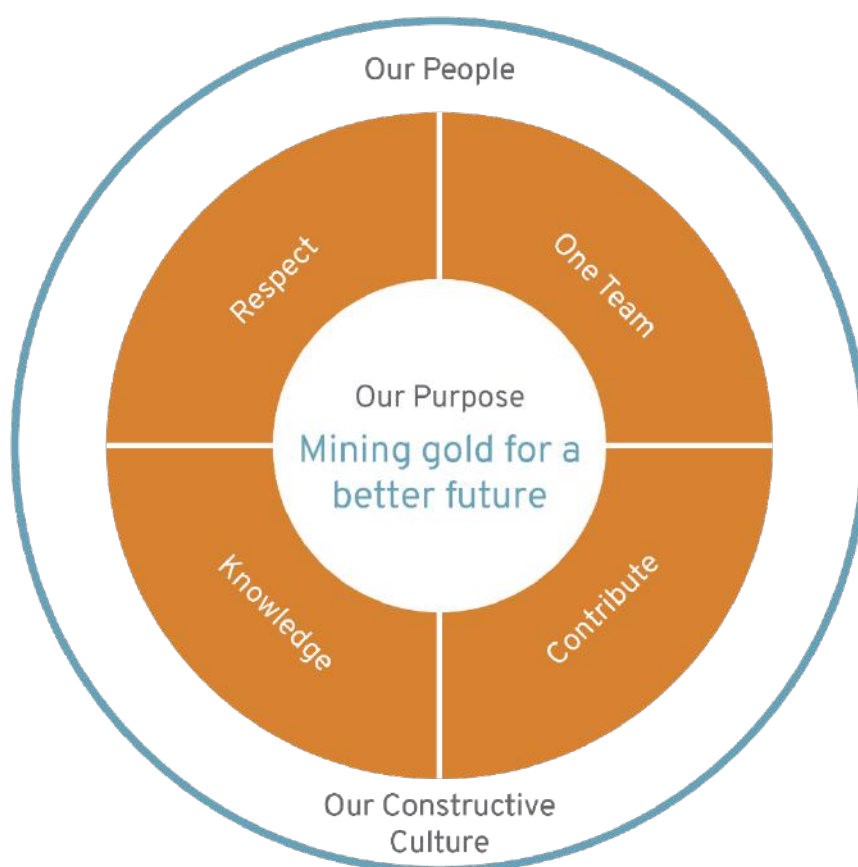 Our People
Respect
One Team
Our Purpose
Mining gold for a
better future
Knowledge
Contribute
Our Constructive
Culture